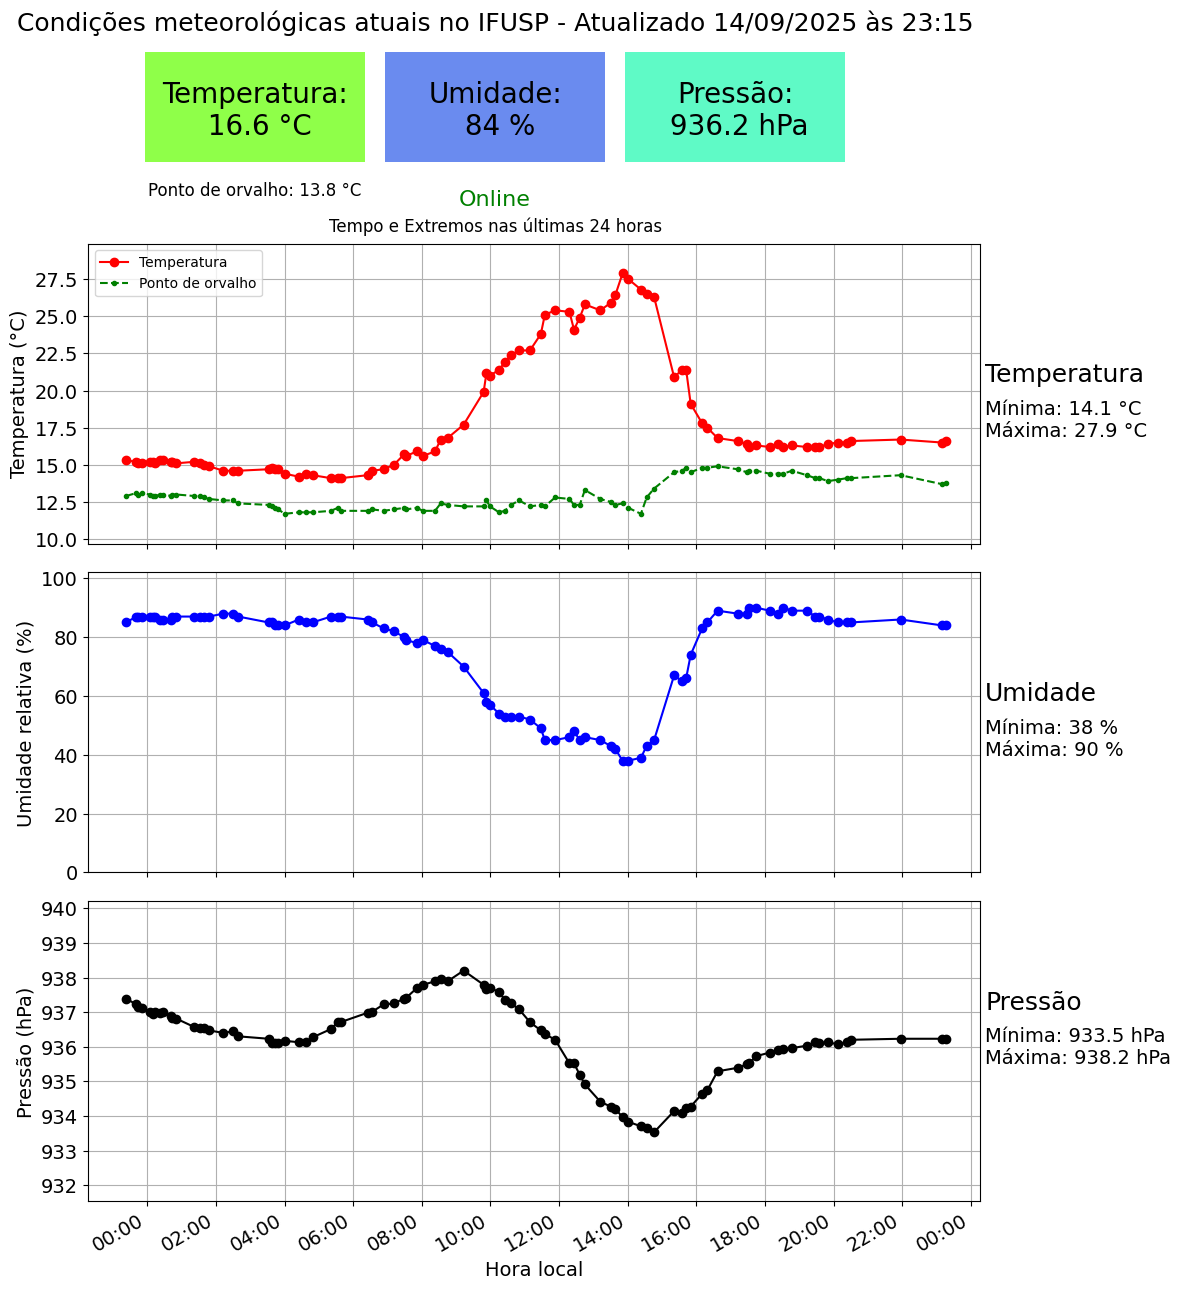 Condições meteorológicas atuais no IFUSP - Atualizado 14/09/2025 às 23:15
Temperatura:
16.6 °C
Umidade:
84 %
Pressão:
936.2 hPa
Ponto de orvalho: 13.8 °C
Online
Tempo e Extremos nas últimas 24 horas
Temperatura
Ponto de orvalho
Temperatura (°C)
27.5
25.0
22.5
20.0
17.5
15.0
12.5
10.0
Temperatura
Mínima: 14.1 °C
Máxima: 27.9 °C
Umidade relativa (%)
100
80
60
40
20
0
Umidade
Mínima: 38 %
Máxima: 90 %
Pressão (hPa)
940
939
938
937
936
935
934
933
932
Pressão
Mínima: 933.5 hPa
Máxima: 938.2 hPa
00:00
02:00
04:00
06:00
08:00
10:00
12:00
14:00
16:00
18:00
20:00
22:00
00:00
Hora local